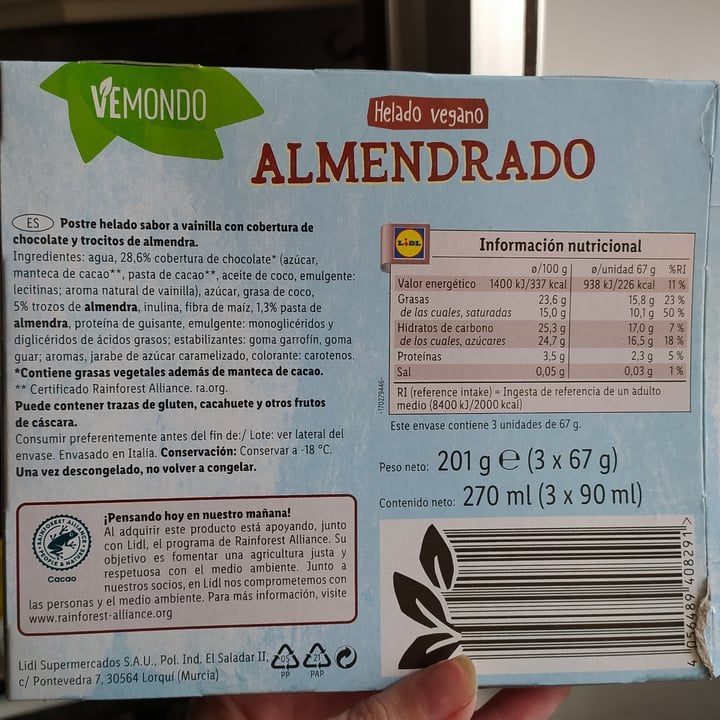 VEMONDO
Helado vegano
ALMENDRADO
ES Postre helado sabor a vainilla con cobertura de
chocolate y trocitos de almendra.
Ingredientes: agua, 28,6% cobertura de chocolate* (azúcar,
manteca de cacao**, pasta de cacao**, aceite de coco, emulgente:
lecitinas; aroma natural de vainilla), azúcar, grasa de coco,
5% trozos de almendra, inulina, fibra de maíz, 1,3% pasta de
almendra, proteína de guisante, emulgente: monoglicéridos y
diglicéridos de ácidos grasos; estabilizantes: goma garrofín, goma
guar; aromas, jarabe de azúcar caramelizado, colorante: carotenos.
*Contiene grasas vegetales además de manteca de cacao.
** Certificado Rainforest Alliance. ra.org.
Puede contener trazas de gluten, cacahuete y otros frutos
de cáscara.
Consumir preferentemente antes del fin de:/ Lote: ver lateral del
envase. Envasado en Italia. Conservación: Conservar a -18 °C.
Una vez descongelado, no volver a congelar.
LIDL
Información nutricional
ø/100 g ø/unidad 67 g %RI
Valor energético 1400 kJ/337 kcal 938 kJ/226 kcal 11 %
Grasas 23,6 g 15,8 g 23 %
de las cuales, saturadas 15,0 g 10,1 g 50 %
Hidratos de carbono 25,3 g 17,0 g 7 %
de los cuales, azúcares 24,7 g 16,5 g 18 %
Proteínas 3,5 g 2,3 g 5 %
Sal 0,05 g 0,03 g 1 %
RI (reference intake) = Ingesta de referencia de un adulto
medio (8400 kJ/2000 kcal)
-170279446-
Este envase contiene 3 unidades de 67 g.
Peso neto: 201 g ℮ (3 x 67 g)
Contenido neto: 270 ml (3 x 90 ml)
RAINFOREST ALLIANCE
PEOPLE & NATURE
Cacao
¡Pensando hoy en nuestro mañana!
Al adquirir este producto está apoyando, junto
con Lidl, el programa de Rainforest Alliance. Su
objetivo es fomentar una agricultura justa y
respetuosa con el medio ambiente. Junto a
nuestros socios, en Lidl nos comprometemos con
las personas y el medio ambiente. Para más información, visite
www.rainforest-alliance.org
Lidl Supermercados S.A.U., Pol. Ind. El Saladar II,
c/ Pontevedra 7, 30564 Lorquí (Murcia)
05
PP
21
PAP
4 056489 408291 >